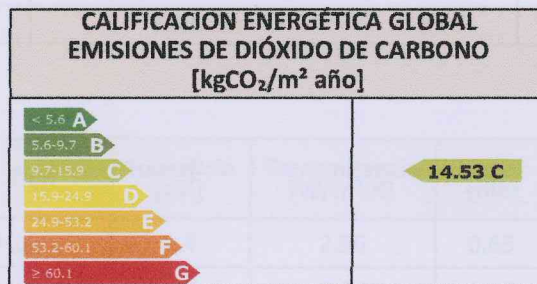 CALIFICACION ENERGÉTICA GLOBAL
EMISIONES DE DIÓXIDO DE CARBONO
[kgCO₂/m² año]
< 5.6 A
5.6-9.7 B
9.7-15.9 C
14.53 C
15.9-24.9 D
24.9-53.2 E
53.2-60.1 F
≥ 60.1 G